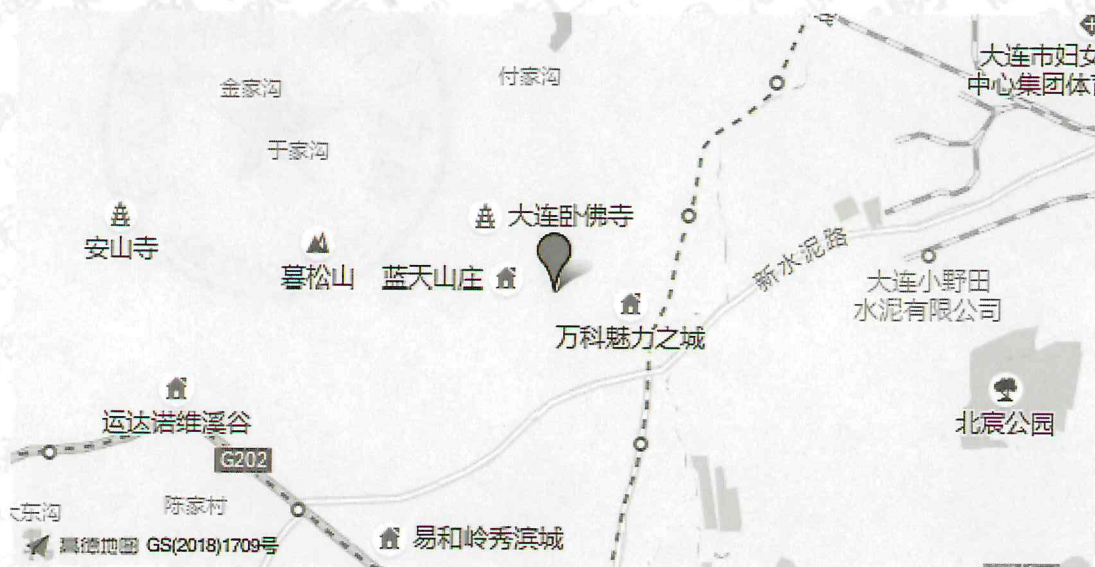 大连市妇女
中心集团体育
付家沟
金家沟
于家沟
大连卧佛寺
安山寺
暮松山
蓝天山庄
新水泥路
大连小野田
水泥有限公司
万科魅力之城
运达诺维溪谷
北宸公园
G202
陈家村
大东沟
高德地图 GS(2018)1709号
易和岭秀滨城